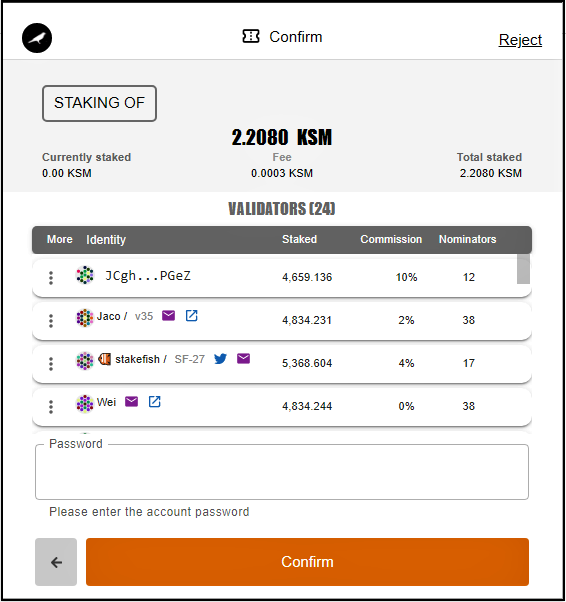 Confirm
Reject
STAKING OF
2.2080 KSM
Currently staked Fee Total staked
0.00 KSM 0.0003 KSM 2.2080 KSM
VALIDATORS (24)
More Identity Staked Commission Nominators
JCgh...PGeZ 4,659.136 10% 12
Jaco / v35 4,834.231 2% 38
stakefish / SF-27 5,368.604 4% 17
Wei 4,834.244 0% 38
Password
Please enter the account password
Confirm